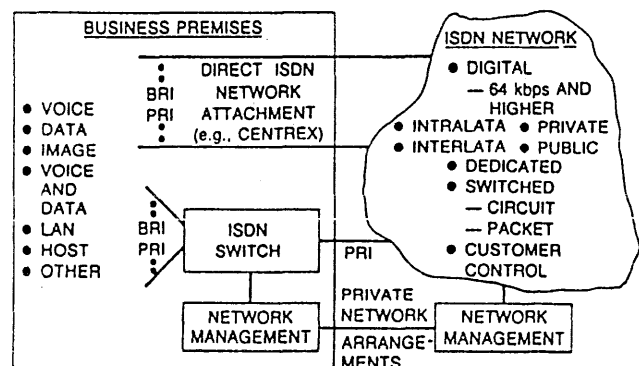 BUSINESS PREMISES
• VOICE
• DATA
• IMAGE
• VOICE
AND
DATA
• LAN
• HOST
• OTHER
BRI
PRI
DIRECT ISDN
NETWORK
ATTACHMENT
(e.g., CENTREX)
BRI
PRI
ISDN
SWITCH
NETWORK
MANAGEMENT
PRI
PRIVATE
NETWORK
ARRANGE-
MENTS
ISDN NETWORK
• DIGITAL
— 64 kbps AND
HIGHER
• INTRALATA • PRIVATE
• INTERLATA • PUBLIC
• DEDICATED
• SWITCHED
— CIRCUIT
— PACKET
• CUSTOMER
CONTROL
NETWORK
MANAGEMENT